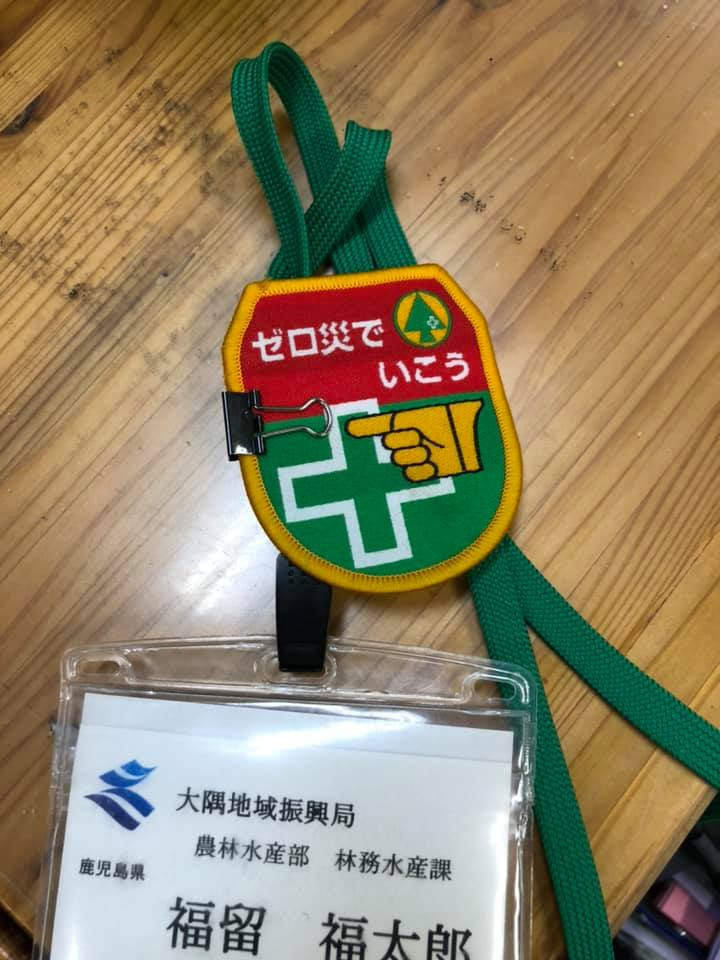 ゼロ災で
いこう
大隅地域振興局
農林水産部 林務水産課
鹿児島県
福留 福太郎